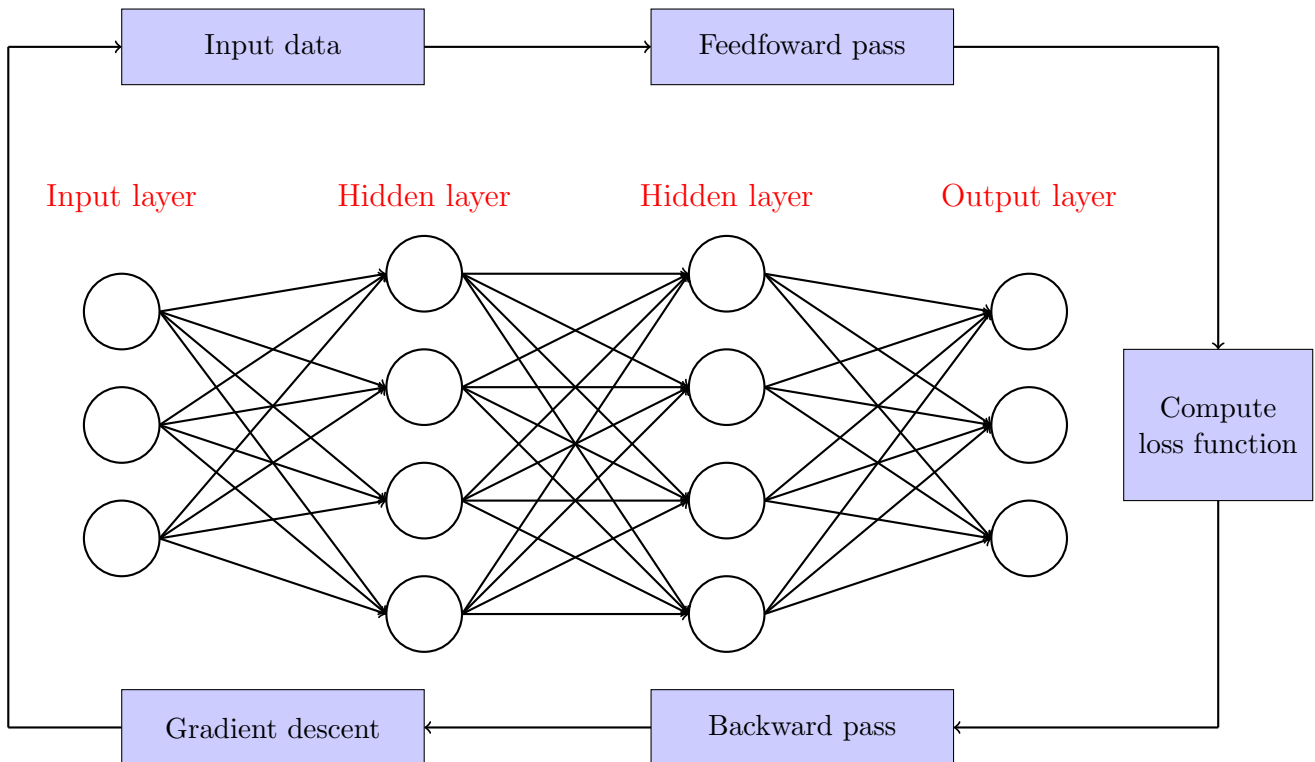 Input data
Feedfoward pass
Input layer
Hidden layer
Hidden layer
Output layer
Compute
loss function
Gradient descent
Backward pass